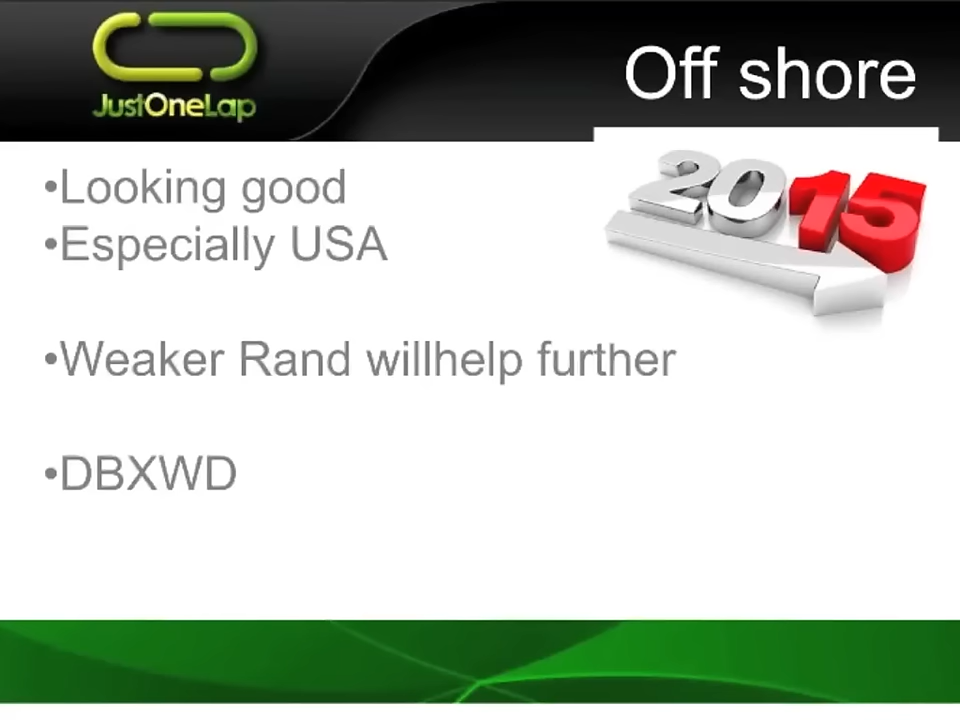 JustOneLap
Off shore
2015
•Looking good
•Especially USA
•Weaker Rand willhelp further
•DBXWD